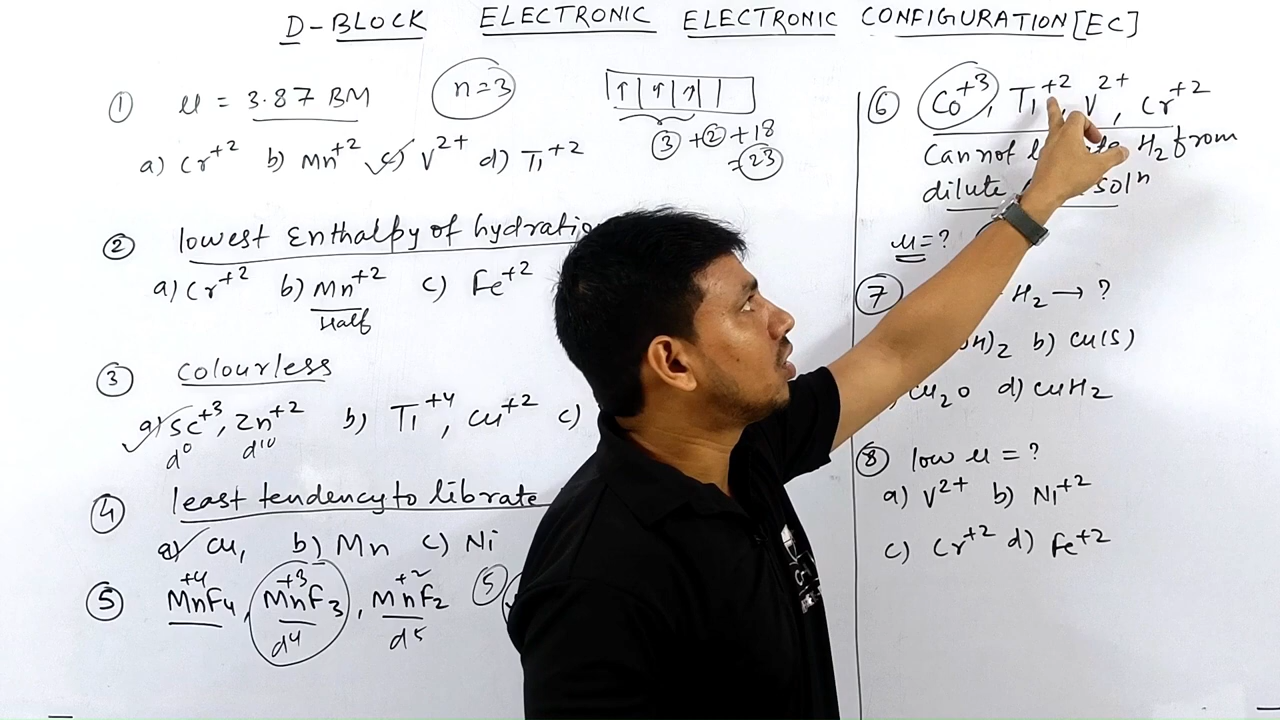 D-BLOCK ELECTRONIC ELECTRONIC CONFIGURATION [EC]
① μ = 3.87 BM n=3
③ + ② + 18
= 23
a) Cr⁺² b) Mn⁺² c) V²⁺ d) Ti⁺²
② lowest Enthalpy of hydratio
a) Cr⁺² b) Mn⁺² c) Fe⁺²
Half
③ colourless
a) Sc⁺³, Zn⁺² b) Ti⁺⁴, Cu⁺² c)
d⁰ d¹⁰
④ least tendency to librate
a) Cu, b) Mn c) Ni
⑤ MnF₄, MnF₃, MnF₂ ⑤
+4 +3 +2
d⁴ d⁵
⑥ Co⁺³, Ti⁺², V²⁺, Cr⁺²
Cannot H₂ from
dilute solⁿ
μ = ?
⑦ H₂ → ?
)₂ b) Cu(s)
Cu₂O d) CuH₂
⑧ low μ = ?
a) V²⁺ b) Ni⁺²
c) Cr⁺² d) Fe⁺²